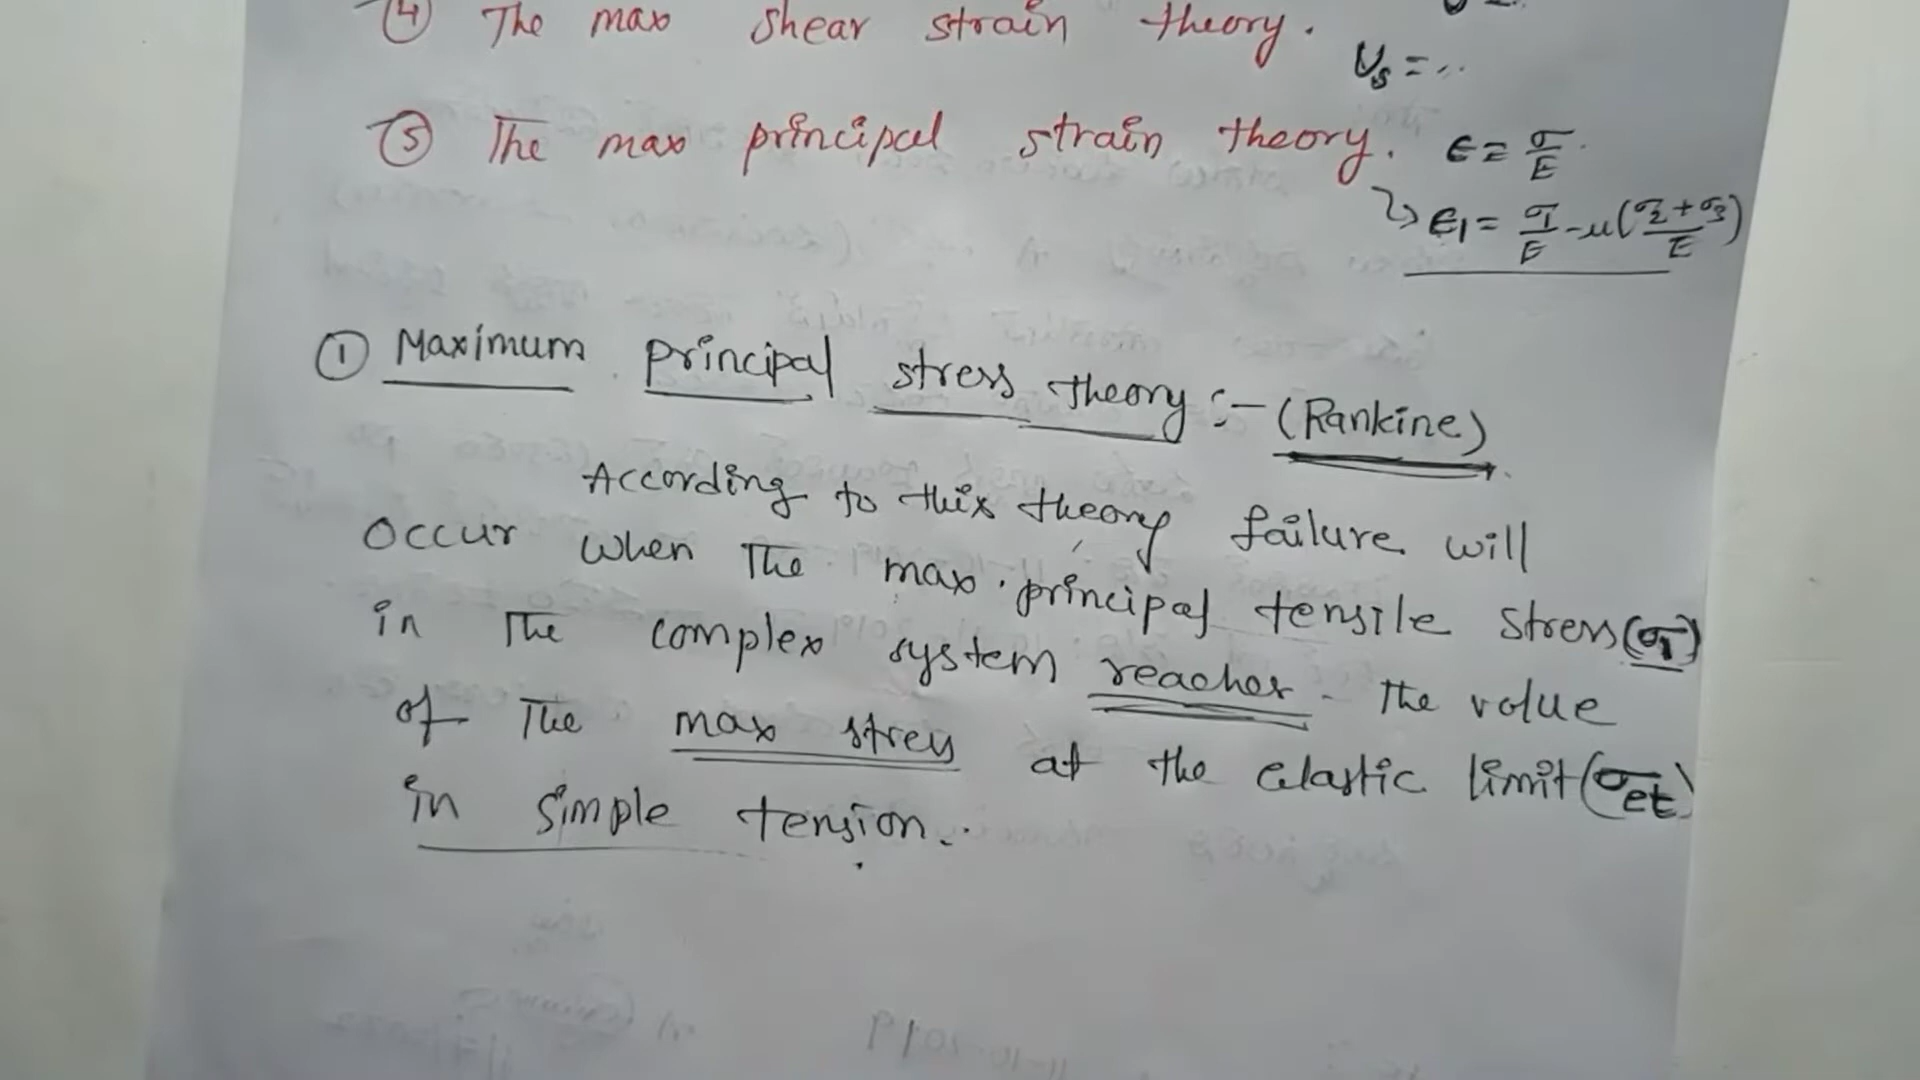 ④ The max shear strain theory.
Us = ...
⑤ The max principal strain theory. ϵ = σ/E
ϵ1 = σ1/E - μ(σ2+σ3/E)
① Maximum principal stress theory :- (Rankine)
According to this theory failure will
occur when The max. principal tensile stress (σ1)
in The complex system reaches The value
of The max stress at the elastic limit (σet)
in simple tension.